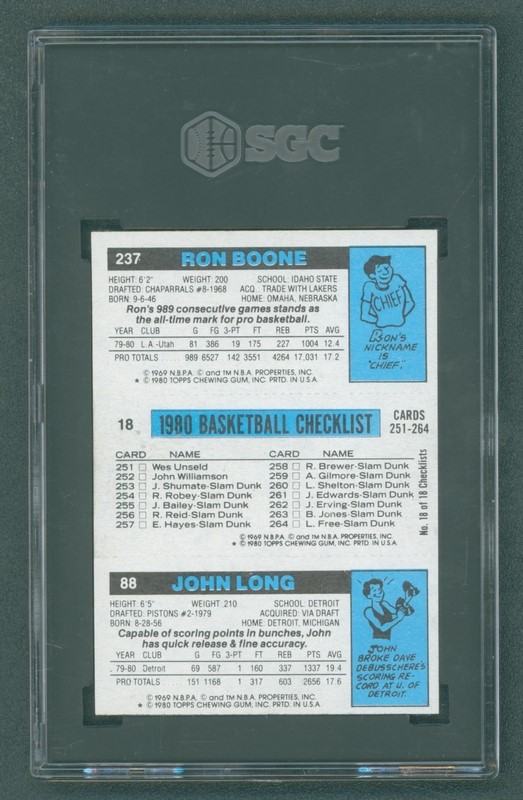 SGC
237 RON BOONE
HEIGHT: 6'2" WEIGHT: 200 SCHOOL: IDAHO STATE
DRAFTED: CHAPARRALS #8-1968 ACQ. TRADE WITH LAKERS
BORN: 9-6-46 HOME: OMAHA, NEBRASKA
Ron's 989 consecutive games stands as
the all-time mark for pro basketball.
YEAR CLUB G FG 3-PT FT REB PTS AVG
79-80 L.A.-Utah 81 386 19 175 227 1004 12.4
PRO TOTALS 989 6527 142 3551 4264 17,031 17.2
© 1969 N.B.P.A. © and TM N.B.A. PROPERTIES, INC.
★ © 1980 TOPPS CHEWING GUM, INC. PRTD. IN U.S.A.
CHIEF
RON'S
NICKNAME
IS
"CHIEF."
18 1980 BASKETBALL CHECKLIST CARDS
251-264
CARD NAME CARD NAME
251 □ Wes Unseld 258 □ R. Brewer-Slam Dunk
252 □ John Williamson 259 □ A. Gilmore-Slam Dunk
253 □ J. Shumate-Slam Dunk 260 □ L. Shelton-Slam Dunk
254 □ R. Robey-Slam Dunk 261 □ J. Edwards-Slam Dunk
255 □ J. Bailey-Slam Dunk 262 □ J. Erving-Slam Dunk
256 □ R. Reid-Slam Dunk 263 □ B. Jones-Slam Dunk
257 □ E. Hayes-Slam Dunk 264 □ L. Free-Slam Dunk
No. 18 of 18 Checklists
© 1969 N.B.P.A. © and TM N.B.A. PROPERTIES, INC.
★ © 1980 TOPPS CHEWING GUM, INC. PRTD. IN U.S.A.
88 JOHN LONG
HEIGHT: 6'5" WEIGHT: 210 SCHOOL: DETROIT
DRAFTED: PISTONS #2-1979 ACQUIRED: VIA DRAFT
BORN: 8-28-56 HOME: DETROIT, MICHIGAN
Capable of scoring points in bunches, John
has quick release & fine accuracy.
YEAR CLUB G FG 3-PT FT REB PTS AVG
79-80 Detroit 69 587 1 160 337 1337 19.4
PRO TOTALS 151 1168 1 317 603 2656 17.6
© 1969 N.B.P.A. © and TM N.B.A. PROPERTIES, INC.
★ © 1980 TOPPS CHEWING GUM, INC. PRTD. IN U.S.A.
JOHN
BROKE DAVE
DEBUSSCHERE'S
SCORING RE-
CORD AT U. OF
DETROIT.